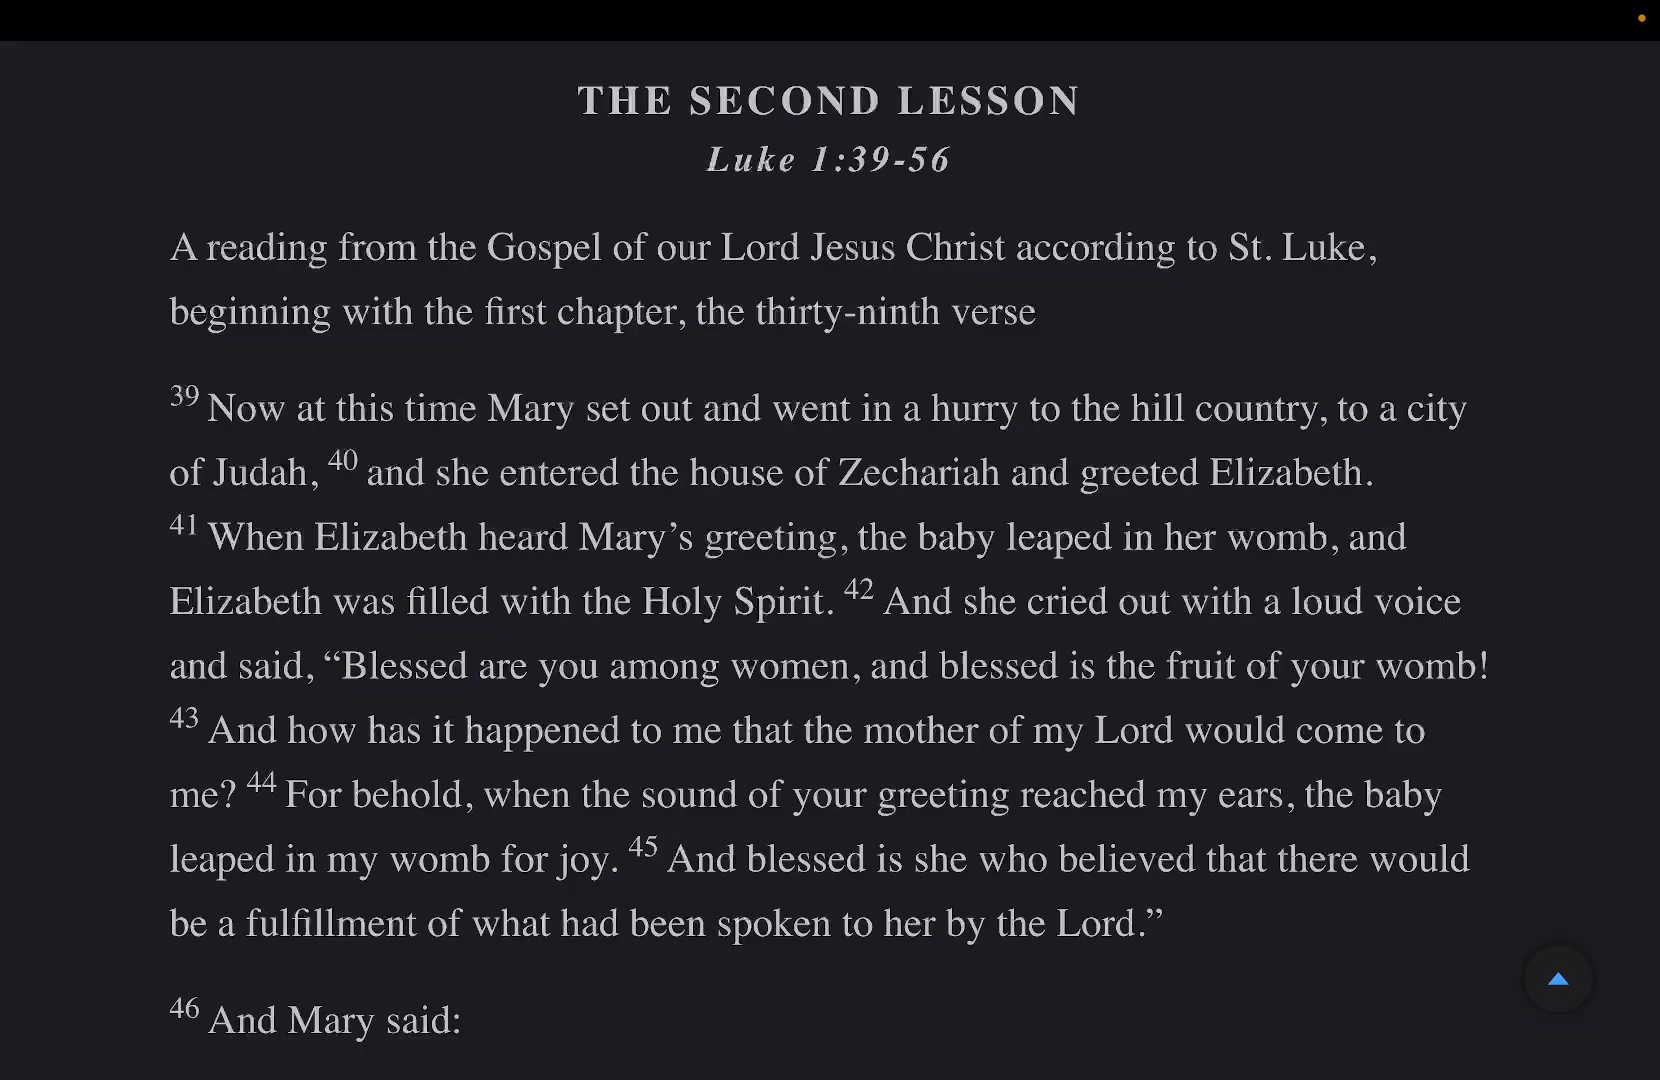 THE SECOND LESSON
Luke 1:39-56
A reading from the Gospel of our Lord Jesus Christ according to St. Luke,
beginning with the first chapter, the thirty-ninth verse
39 Now at this time Mary set out and went in a hurry to the hill country, to a city
of Judah, 40 and she entered the house of Zechariah and greeted Elizabeth.
41 When Elizabeth heard Mary’s greeting, the baby leaped in her womb, and
Elizabeth was filled with the Holy Spirit. 42 And she cried out with a loud voice
and said, “Blessed are you among women, and blessed is the fruit of your womb!
43 And how has it happened to me that the mother of my Lord would come to
me? 44 For behold, when the sound of your greeting reached my ears, the baby
leaped in my womb for joy. 45 And blessed is she who believed that there would
be a fulfillment of what had been spoken to her by the Lord.”
46 And Mary said: